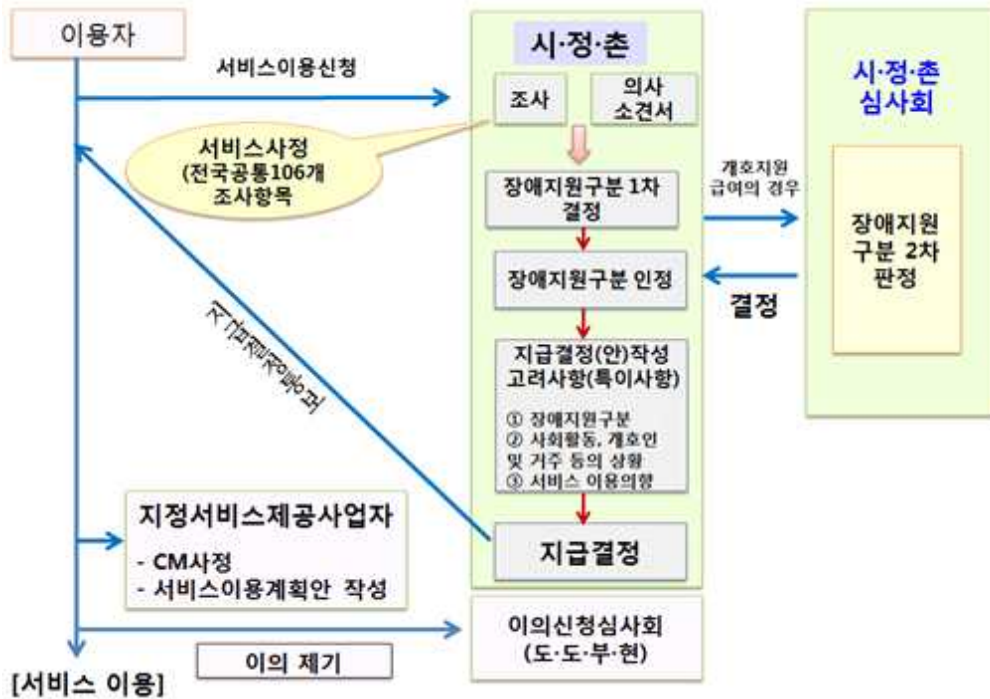 이용자
서비스이용신청
서비스사정
(전국공통106개
조사항목
시·정·촌
조사
의사
소견서
장애지원구분 1차
결정
장애지원구분 인정
지급결정(안)작성
고려사항(특이사항)
① 장애지원구분
② 사회활동, 개호인
및 거주 등의 상황
③ 서비스 이용의향
지급결정
개호지원
급여의 경우
결정
시·정·촌
심사회
장애지원
구분 2차
판정
지급결정통보
지정서비스제공사업자
- CM사정
- 서비스이용계획안 작성
이의 제기
이의신청심사회
(도·도·부·현)
[서비스 이용]